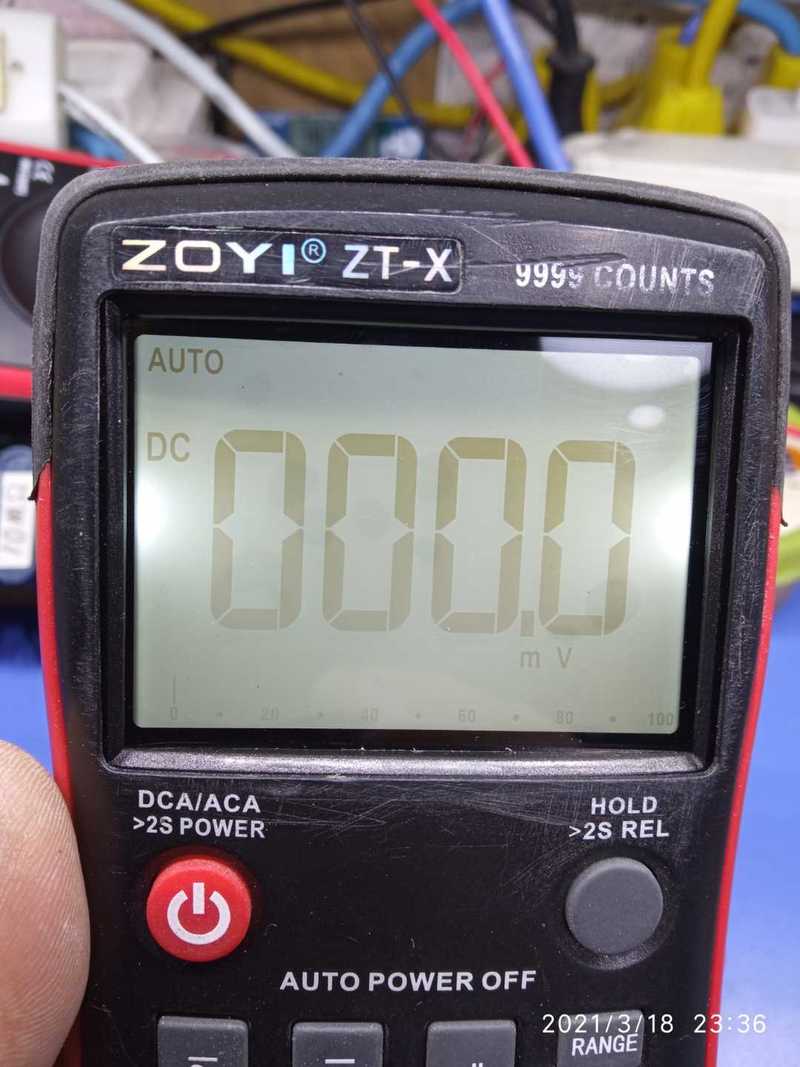 ZOYI® ZT-X
9999 COUNTS
AUTO
DC
000.0
m V
0 20 40 60 80 100
DCA/ACA
>2S POWER
HOLD
>2S REL
AUTO POWER OFF
RANGE
2021/3/18 23:36